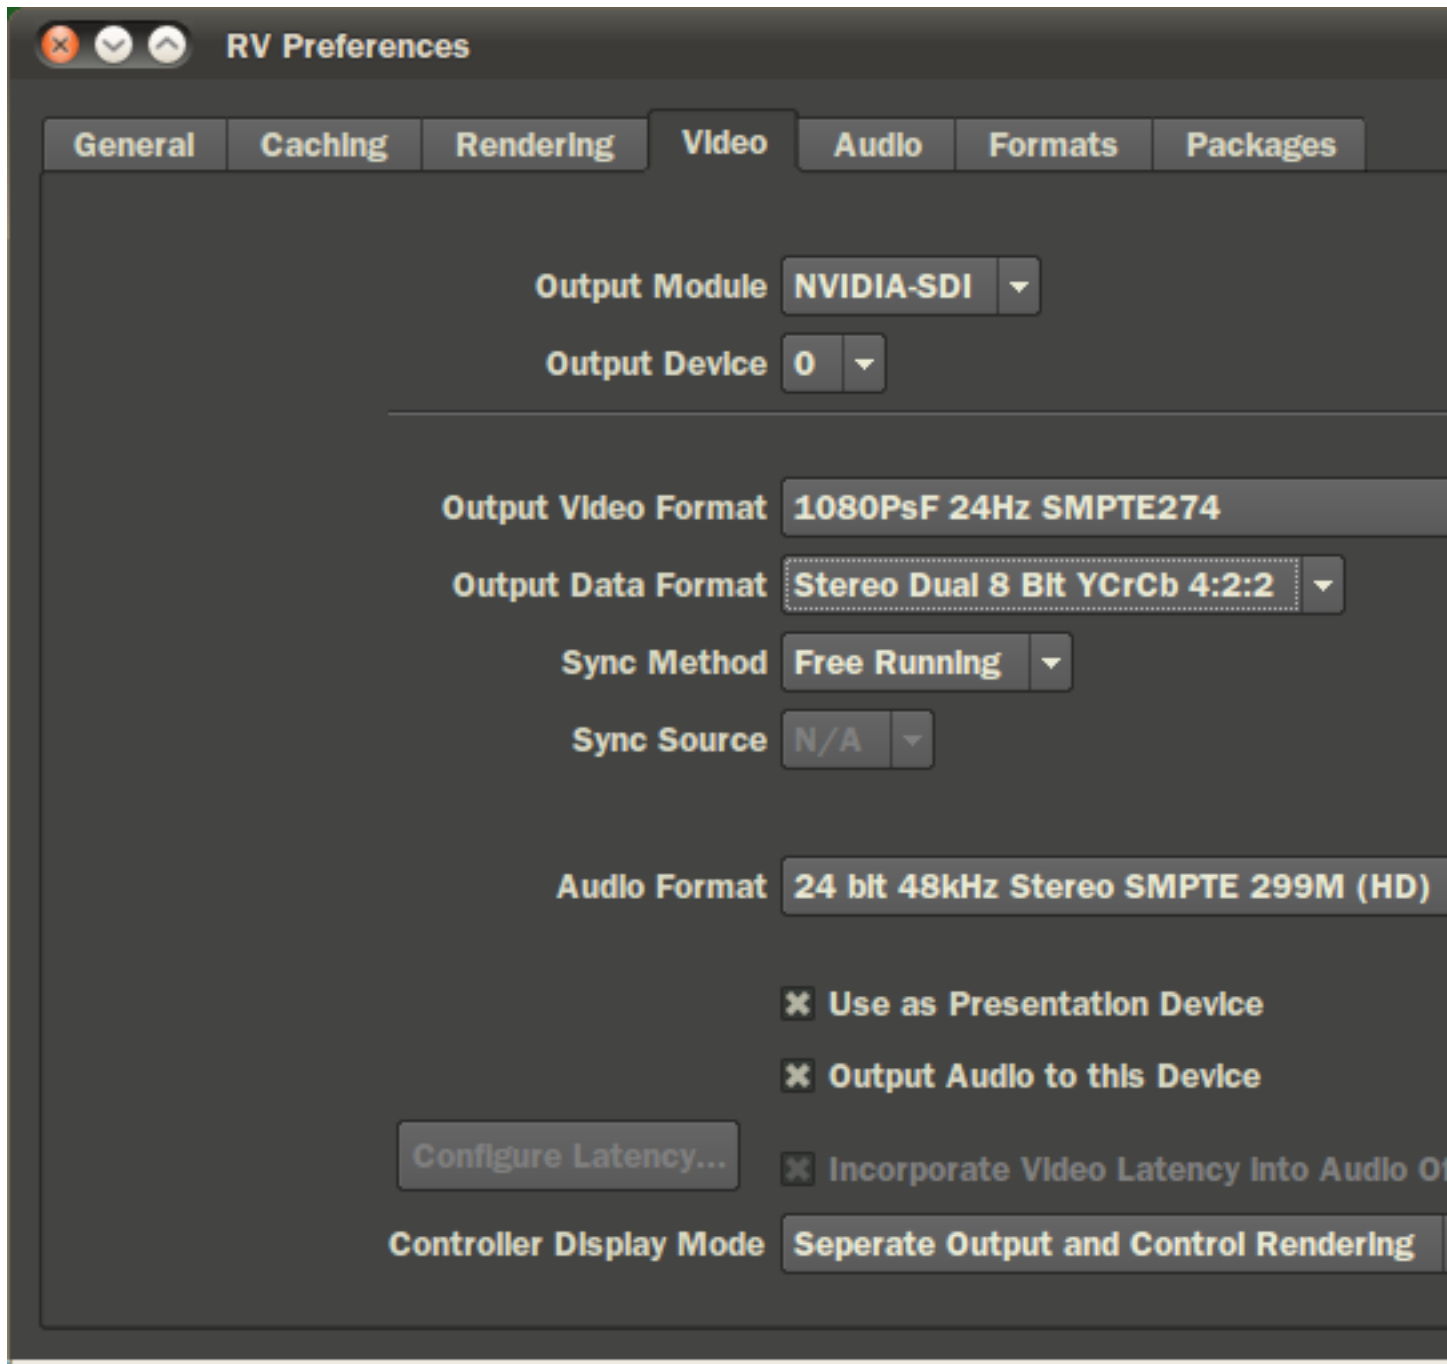 RV Preferences
General Caching Rendering Video Audio Formats Packages
Output Module NVIDIA-SDI
Output Device 0
Output Video Format 1080PsF 24Hz SMPTE274
Output Data Format Stereo Dual 8 Bit YCrCb 4:2:2
Sync Method Free Running
Sync Source N/A
Audio Format 24 bit 48kHz Stereo SMPTE 299M (HD)
Use as Presentation Device
Output Audio to this Device
Configure Latency... Incorporate Video Latency into Audio
Controller Display Mode Seperate Output and Control Rendering